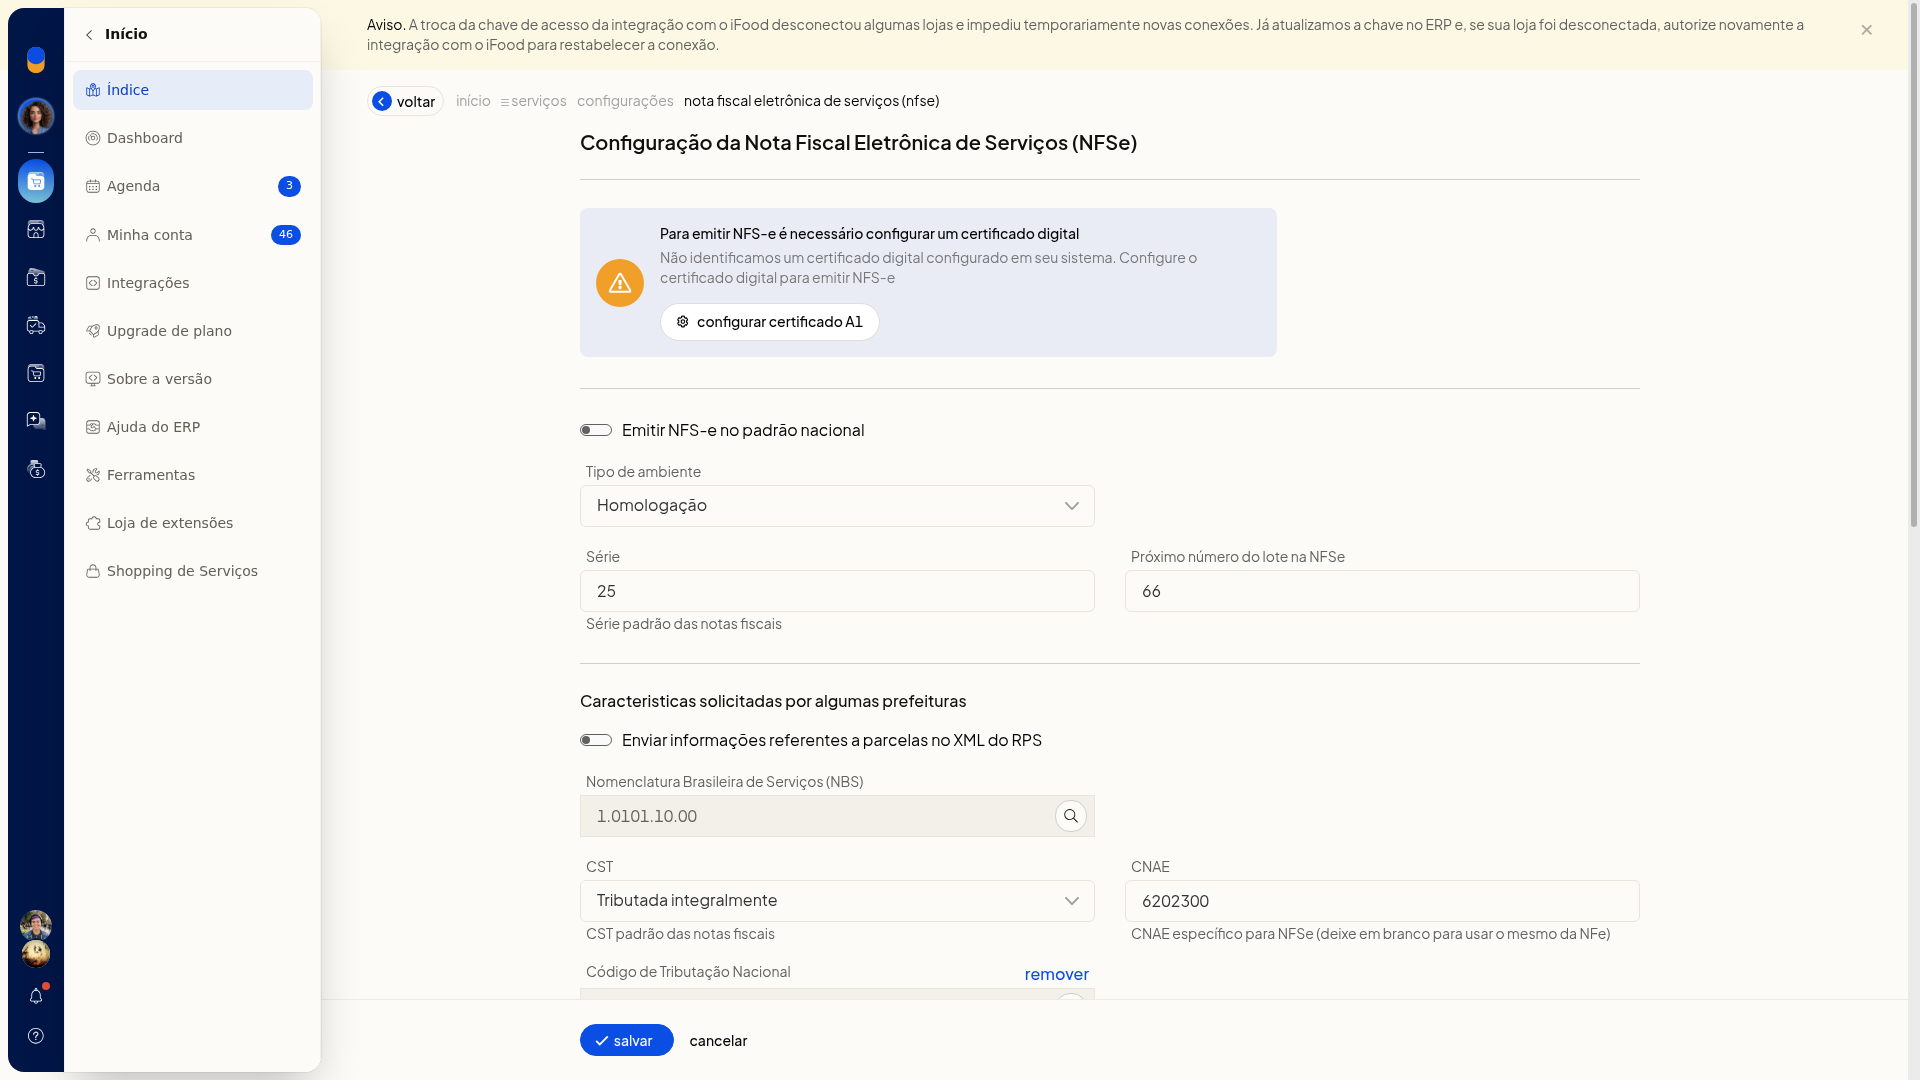 Início
Índice
Dashboard
Agenda 3
Minha conta 46
Integrações
Upgrade de plano
Sobre a versão
Ajuda do ERP
Ferramentas
Loja de extensões
Shopping de Serviços
Aviso. A troca da chave de acesso da integração com o iFood desconectou algumas lojas e impediu temporariamente novas conexões. Já atualizamos a chave no ERP e, se sua loja foi desconectada, autorize novamente a
integração com o iFood para restabelecer a conexão.
voltar início serviços configurações nota fiscal eletrônica de serviços (nfse)
Configuração da Nota Fiscal Eletrônica de Serviços (NFSe)
Para emitir NFS-e é necessário configurar um certificado digital
Não identificamos um certificado digital configurado em seu sistema. Configure o
certificado digital para emitir NFS-e
configurar certificado A1
Emitir NFS-e no padrão nacional
Tipo de ambiente
Homologação
Série Próximo número do lote na NFSe
25 66
Série padrão das notas fiscais
Caracteristicas solicitadas por algumas prefeituras
Enviar informações referentes a parcelas no XML do RPS
Nomenclatura Brasileira de Serviços (NBS)
1.0101.10.00
CST CNAE
Tributada integralmente 6202300
CST padrão das notas fiscais CNAE específico para NFSe (deixe em branco para usar o mesmo da NFe)
Código de Tributação Nacional remover
salvar cancelar